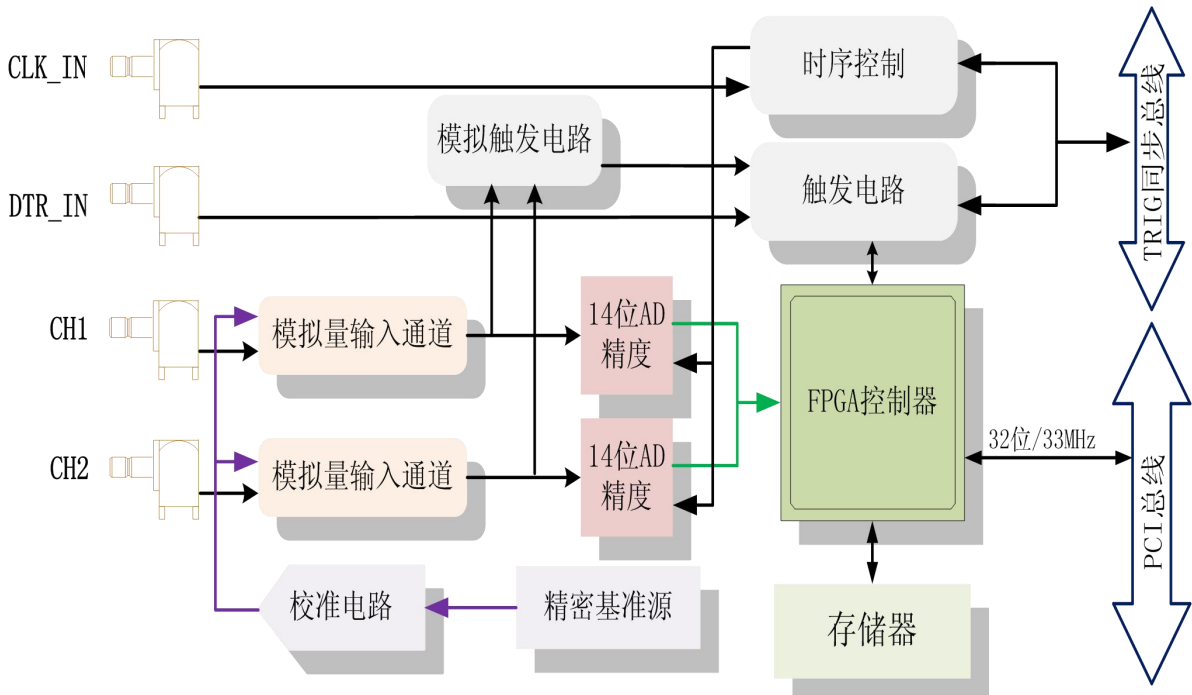 CLK_IN
时序控制
模拟触发电路
DTR_IN
触发电路
TRIG同步总线
CH1
模拟量输入通道
14位AD
精度
FPGA控制器
32位/33MHz
CH2
模拟量输入通道
14位AD
精度
PCI总线
校准电路
精密基准源
存储器